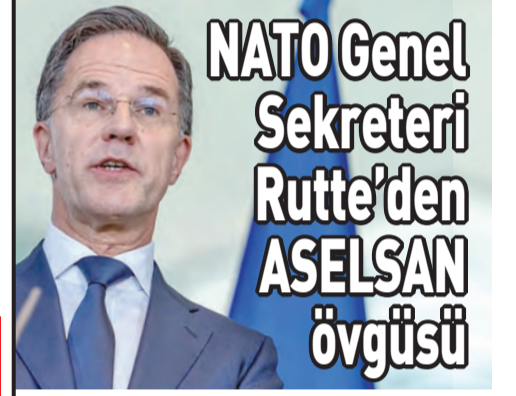 NATO Genel
Sekreteri
Rutte'den
ASELSAN
övgüsü